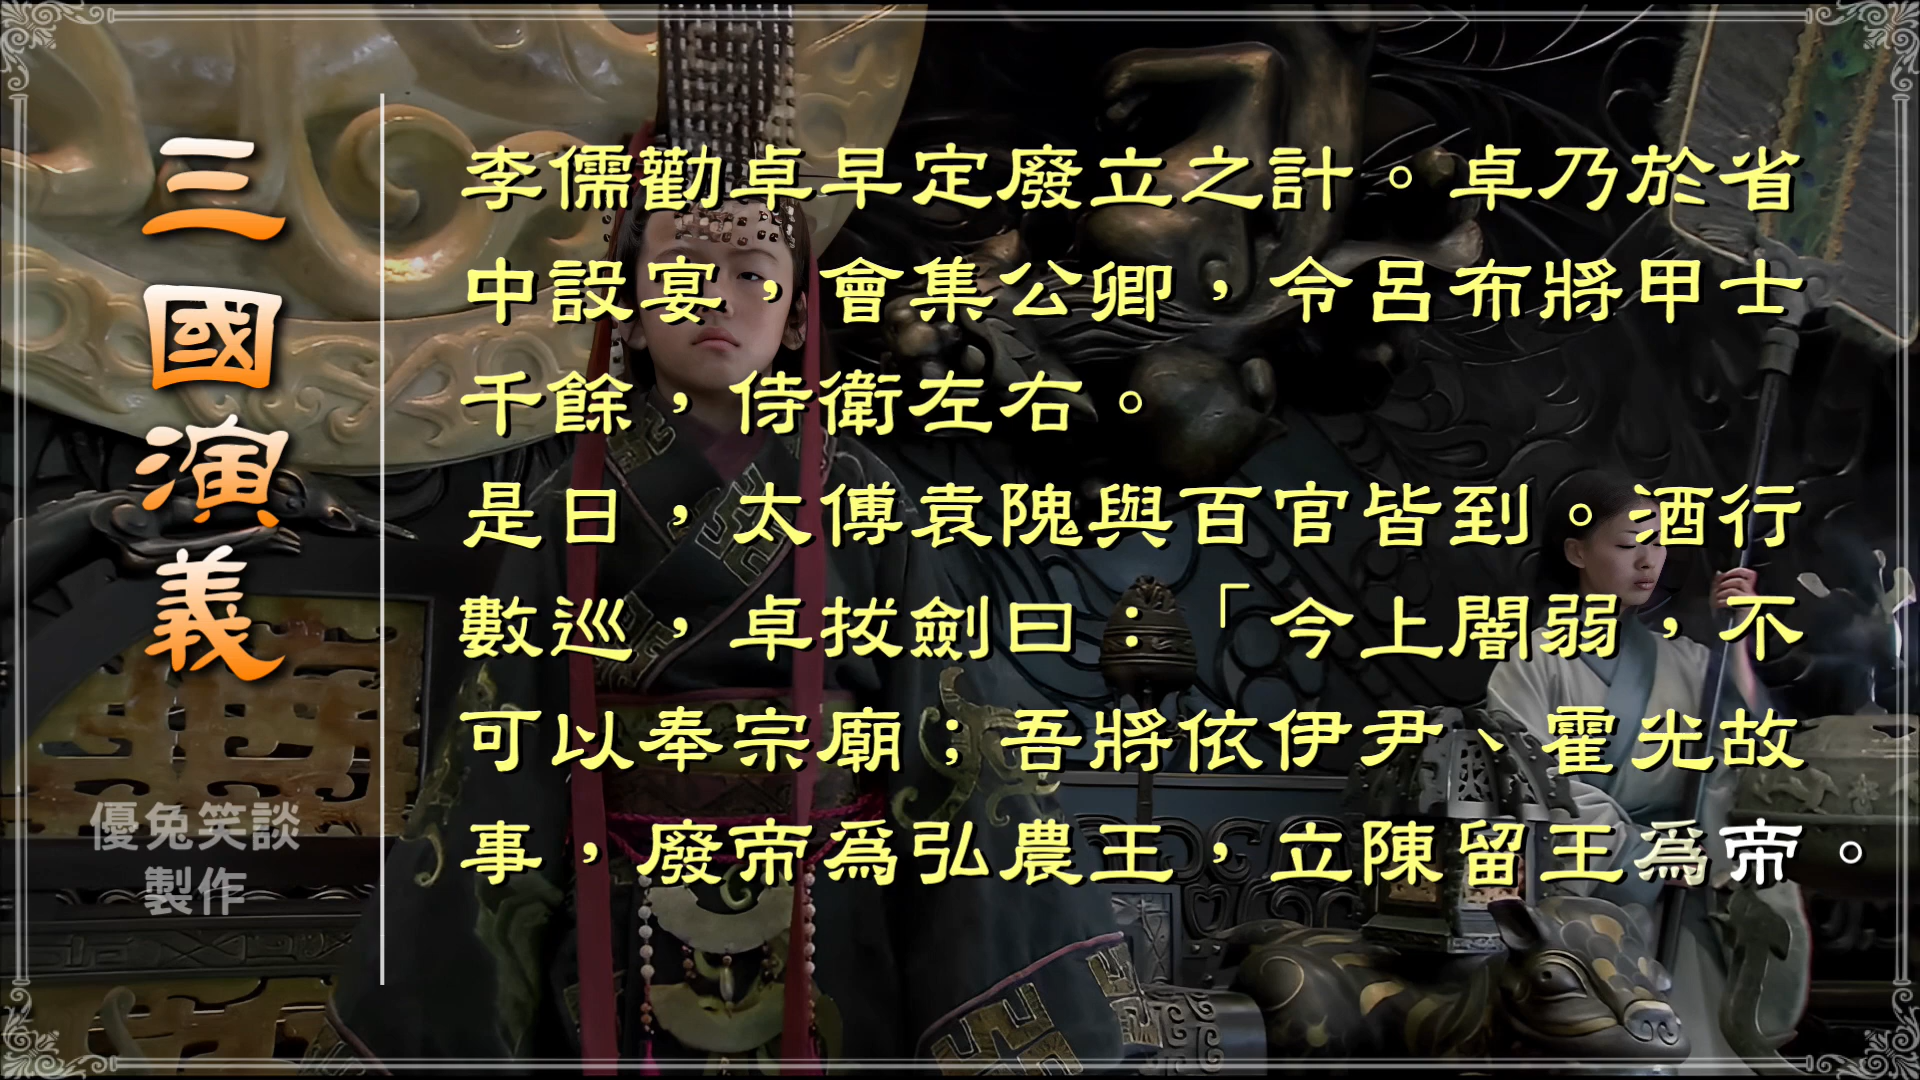 三國演義
優兔笑談
製作
李儒勸卓早定廢立之計。卓乃於省
中設宴，會集公卿，令呂布將甲士
千餘，侍衛左右。
是日，太傅袁隗與百官皆到。酒行
數巡，卓拔劍曰：「今上闇弱，不
可以奉宗廟；吾將依伊尹、霍光故
事，廢帝為弘農王，立陳留王為帝。